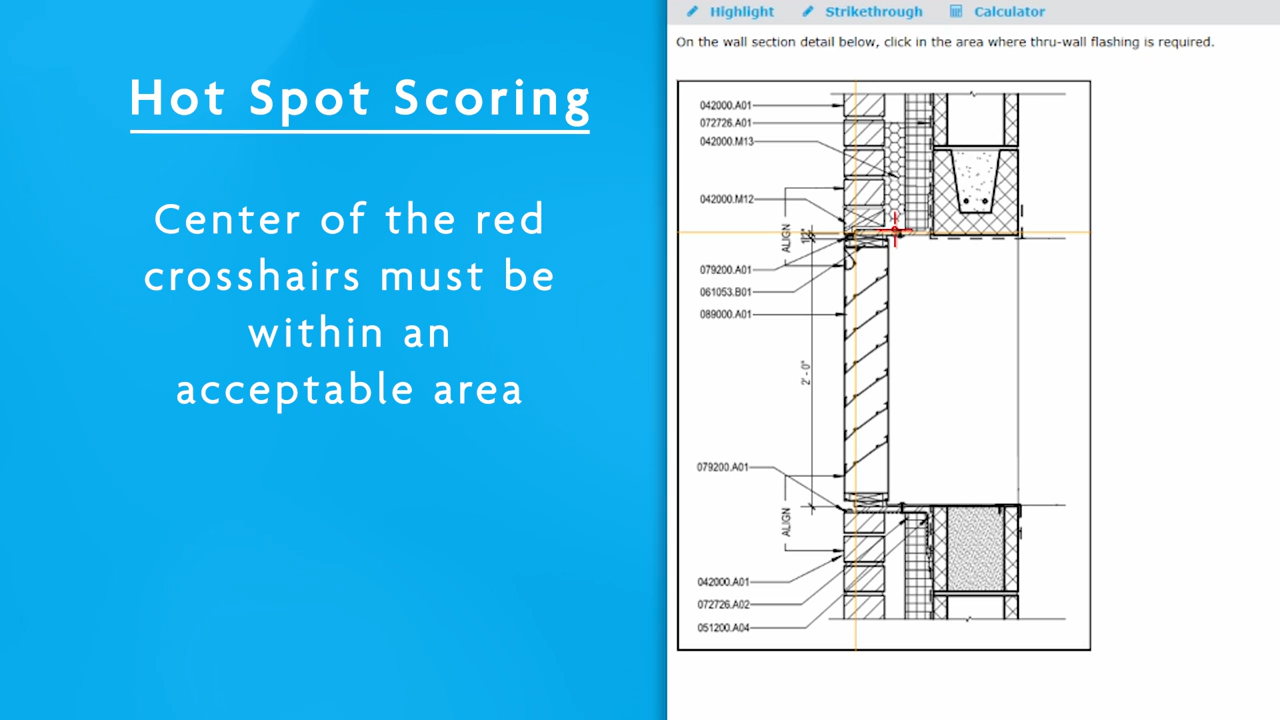 Hot Spot Scoring
Center of the red
crosshairs must be
within an
acceptable area
Highlight Strikethrough Calculator
On the wall section detail below, click in the area where thru-wall flashing is required.
042000.A01
072726.A01
042000.M13
042000.M12
ALIGN
079200.A01
061053.B01
089000.A01
2' - 0"
079200.A01
ALIGN
042000.A01
072726.A02
051200.A04